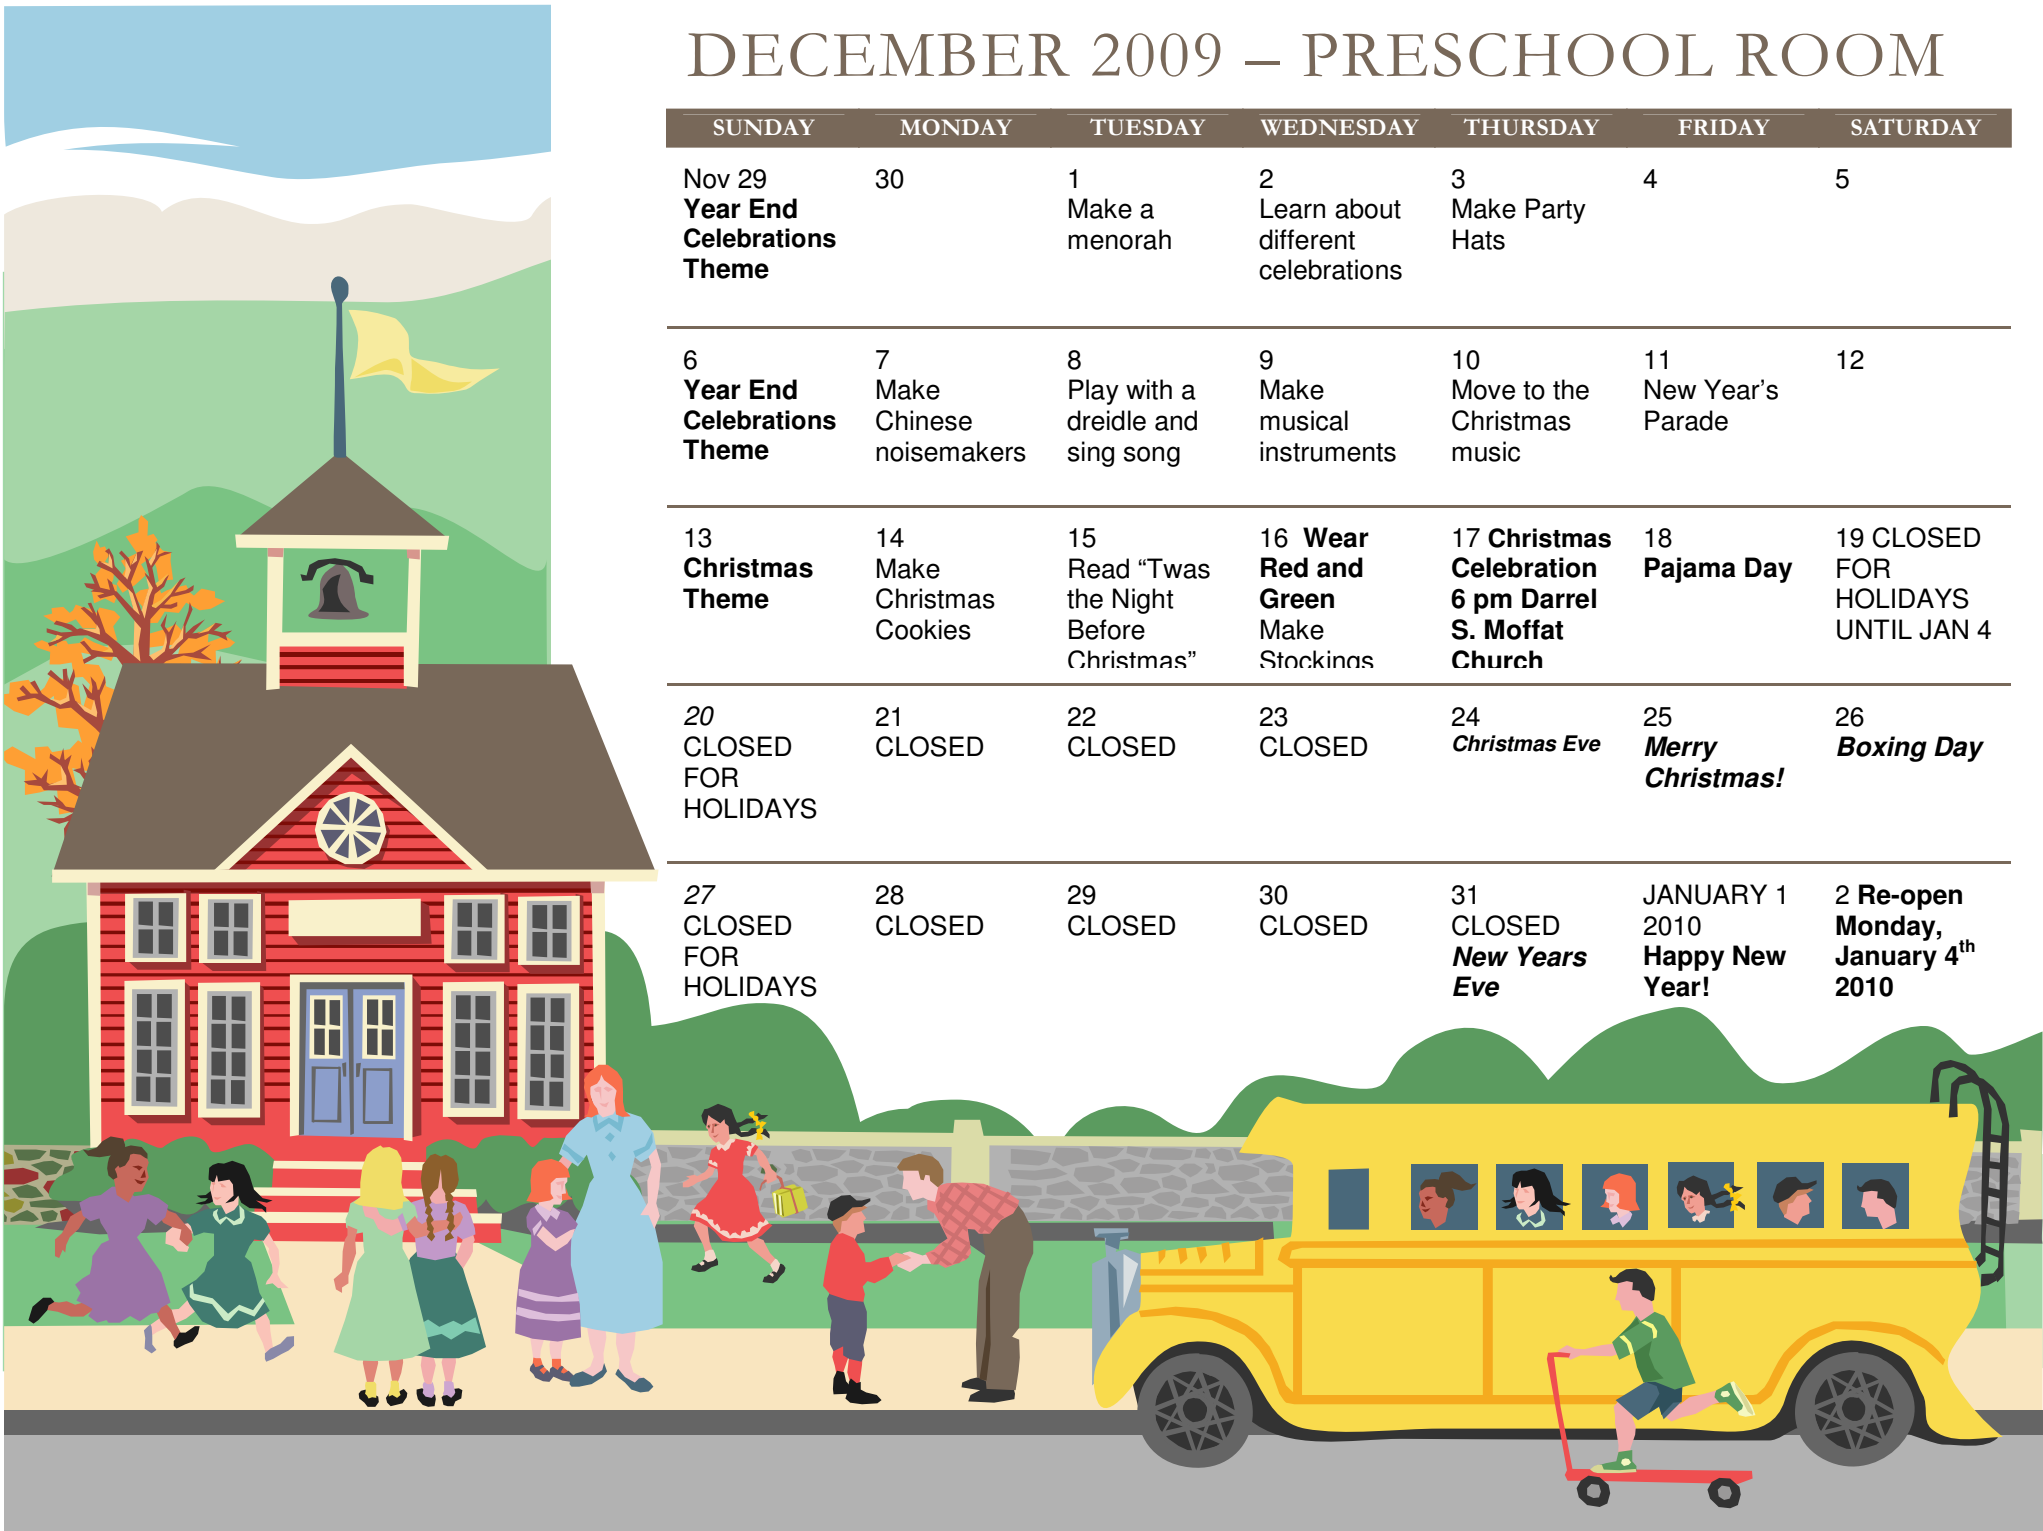 DECEMBER 2009 – PRESCHOOL ROOM
SUNDAY MONDAY TUESDAY WEDNESDAY THURSDAY FRIDAY SATURDAY
Nov 29
Year End
Celebrations
Theme
30
1
Make a
menorah
2
Learn about
different
celebrations
3
Make Party
Hats
4
5
6
Year End
Celebrations
Theme
7
Make
Chinese
noisemakers
8
Play with a
dreidle and
sing song
9
Make
musical
instruments
10
Move to the
Christmas
music
11
New Year’s
Parade
12
13
Christmas
Theme
14
Make
Christmas
Cookies
15
Read “Twas
the Night
Before
Christmas”
16 Wear
Red and
Green
Make
Stockings
17 Christmas
Celebration
6 pm Darrel
S. Moffat
Church
18
Pajama Day
19 CLOSED
FOR
HOLIDAYS
UNTIL JAN 4
20
CLOSED
FOR
HOLIDAYS
21
CLOSED
22
CLOSED
23
CLOSED
24
Christmas Eve
25
Merry
Christmas!
26
Boxing Day
27
CLOSED
FOR
HOLIDAYS
28
CLOSED
29
CLOSED
30
CLOSED
31
CLOSED
New Years
Eve
JANUARY 1
2010
Happy New
Year!
2 Re-open
Monday,
January 4th
2010